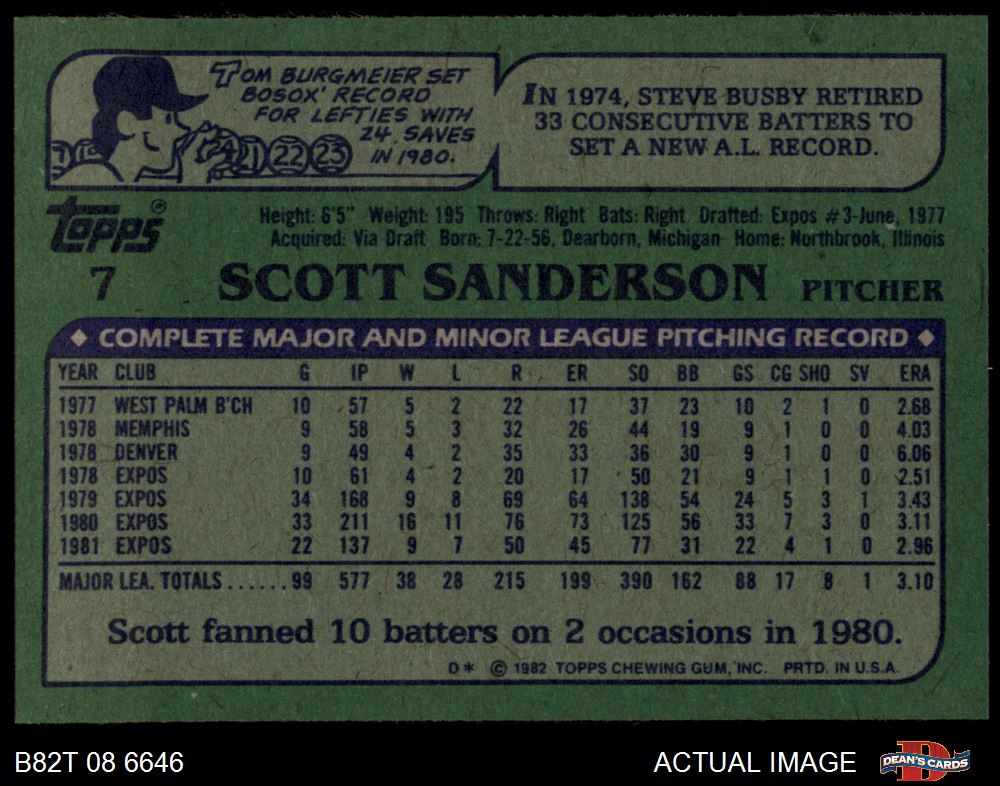 TOM BURGMEIER SET
BOSOX' RECORD
FOR LEFTIES WITH
24 SAVES
IN 1980.
21 22 23
IN 1974, STEVE BUSBY RETIRED
33 CONSECUTIVE BATTERS TO
SET A NEW A.L. RECORD.
topps®
Height: 6'5" Weight: 195 Throws: Right Bats: Right Drafted: Expos #3-June, 1977
Acquired: Via Draft Born: 7-22-56, Dearborn, Michigan Home: Northbrook, Illinois
7 SCOTT SANDERSON PITCHER
◆ COMPLETE MAJOR AND MINOR LEAGUE PITCHING RECORD ◆
YEAR CLUB G IP W L R ER SO BB GS CG SHO SV ERA
1977 WEST PALM B'CH 10 57 5 2 22 17 37 23 10 2 1 0 2.68
1978 MEMPHIS 9 58 5 3 32 26 44 19 9 1 0 0 4.03
1978 DENVER 9 49 4 2 35 33 36 30 9 1 0 0 6.06
1978 EXPOS 10 61 4 2 20 17 50 21 9 1 1 0 2.51
1979 EXPOS 34 168 9 8 69 64 138 54 24 5 3 1 3.43
1980 EXPOS 33 211 16 11 76 73 125 56 33 7 3 0 3.11
1981 EXPOS 22 137 9 7 50 45 77 31 22 4 1 0 2.96
MAJOR LEA. TOTALS......99 577 38 28 215 199 390 162 88 17 8 1 3.10
Scott fanned 10 batters on 2 occasions in 1980.
D* © 1982 TOPPS CHEWING GUM, INC. PRTD. IN U.S.A.
B82T 08 6646 ACTUAL IMAGE DEAN'S CARDS